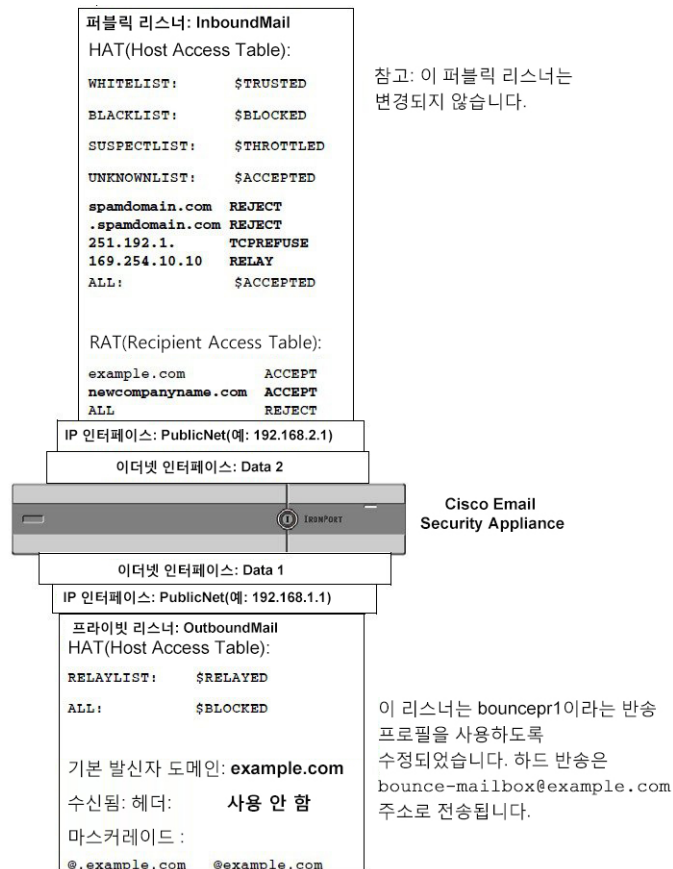 퍼블릭 리스너: InboundMail
HAT(Host Access Table):
WHITELIST: $TRUSTED
BLACKLIST: $BLOCKED
SUSPECTLIST: $THROTTLED
UNKNOWNLIST: $ACCEPTED
spamdomain.com REJECT
.spamdomain.com REJECT
251.192.1. TCPREFUSE
169.254.10.10 RELAY
ALL: $ACCEPTED
참고: 이 퍼블릭 리스너는
변경되지 않습니다.
RAT(Recipient Access Table):
example.com ACCEPT
newcompanyname.com ACCEPT
ALL REJECT
IP 인터페이스: PublicNet(예: 192.168.2.1)
이더넷 인터페이스: Data 2
IRONPORT
Cisco Email
Security Appliance
이더넷 인터페이스: Data 1
IP 인터페이스: PublicNet(예: 192.168.1.1)
프라이빗 리스너: OutboundMail
HAT(Host Access Table):
RELAYLIST: $RELAYED
ALL: $BLOCKED
기본 발신자 도메인: example.com
수신됨: 헤더: 사용 안 함
마스커레이드 :
@.example.com @example.com
이 리스너는 bouncepr1이라는 반송
프로필을 사용하도록
수정되었습니다. 하드 반송은
bounce-mailbox@example.com
주소로 전송됩니다.